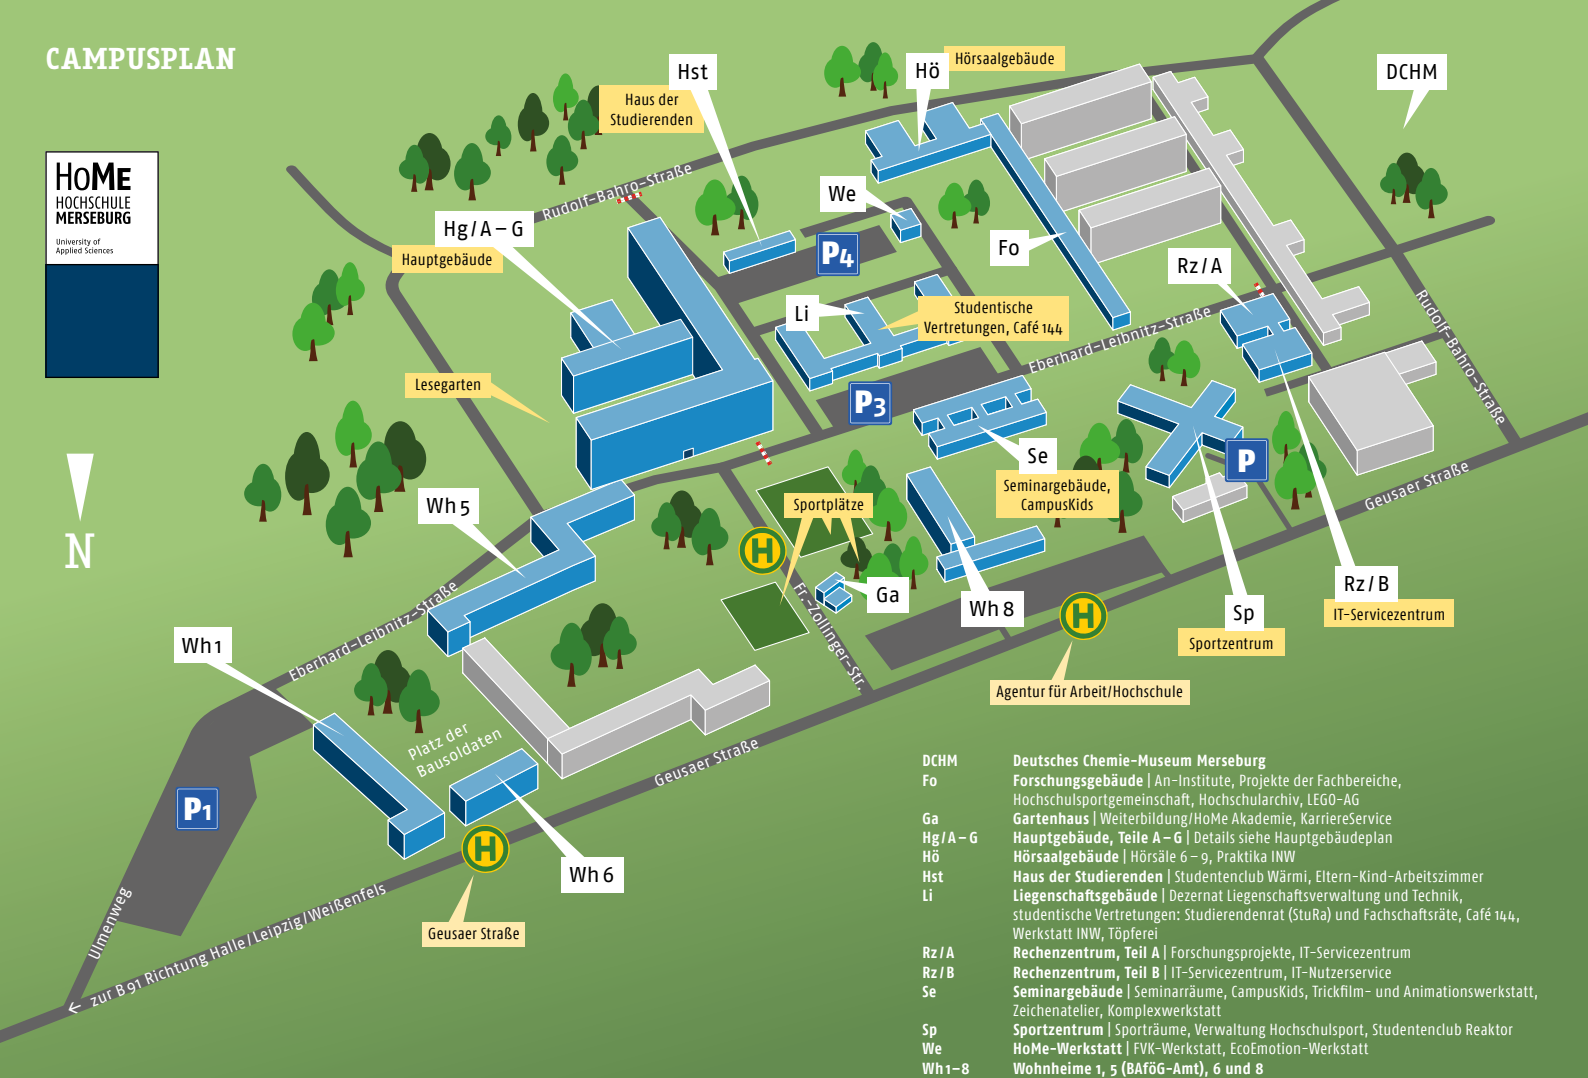 CAMPUSPLAN
HOME
HOCHSCHULE
MERSEBURG
University of
Applied Sciences
N
Hst
Haus der
Studierenden
Hö
Hörsaalgebäude
DCHM
Rudolf-Bahro-Straße
We
Hg/A–G
Hauptgebäude
P4
Fo
Rz/A
Li
Studentische
Vertretungen, Café 144
Eberhard-Leibnitz-Straße
Rudolf-Bahro-Straße
Lesegarten
P3
Se
Seminargebäude,
CampusKids
P
Geusaer Straße
Wh 5
Sportplätze
H
Fr.-Zollinger-Str.
Ga
Wh 8
H
Sp
Sportzentrum
Rz/B
IT-Servicezentrum
Eberhard-Leibnitz-Straße
Wh 1
Agentur für Arbeit/Hochschule
Platz der
Bausoldaten
Geusaer Straße
P1
H
Wh 6
Geusaer Straße
Ulmenweg
← zur B 91 Richtung Halle/Leipzig/Weißenfels
DCHM Deutsches Chemie-Museum Merseburg
Fo Forschungsgebäude | An-Institute, Projekte der Fachbereiche,
Hochschulsportgemeinschaft, Hochschularchiv, LEGO-AG
Ga Gartenhaus | Weiterbildung/HoMe Akademie, KarriereService
Hg/A–G Hauptgebäude, Teile A–G | Details siehe Hauptgebäudeplan
Hö Hörsaalgebäude | Hörsäle 6–9, Praktika INW
Hst Haus der Studierenden | Studentenclub Wärmi, Eltern-Kind-Arbeitszimmer
Li Liegenschaftsgebäude | Dezernat Liegenschaftsverwaltung und Technik,
studentische Vertretungen: Studierendenrat (StuRa) und Fachschaftsräte, Café 144,
Werkstatt INW, Töpferei
Rz/A Rechenzentrum, Teil A | Forschungsprojekte, IT-Servicezentrum
Rz/B Rechenzentrum, Teil B | IT-Servicezentrum, IT-Nutzerservice
Se Seminargebäude | Seminarräume, CampusKids, Trickfilm- und Animationswerkstatt,
Zeichenatelier, Komplexwerkstatt
Sp Sportzentrum | Sporträume, Verwaltung Hochschulsport, Studentenclub Reaktor
We HoMe-Werkstatt | FVK-Werkstatt, EcoEmotion-Werkstatt
Wh1–8 Wohnheime 1, 5 (BAföG-Amt), 6 und 8